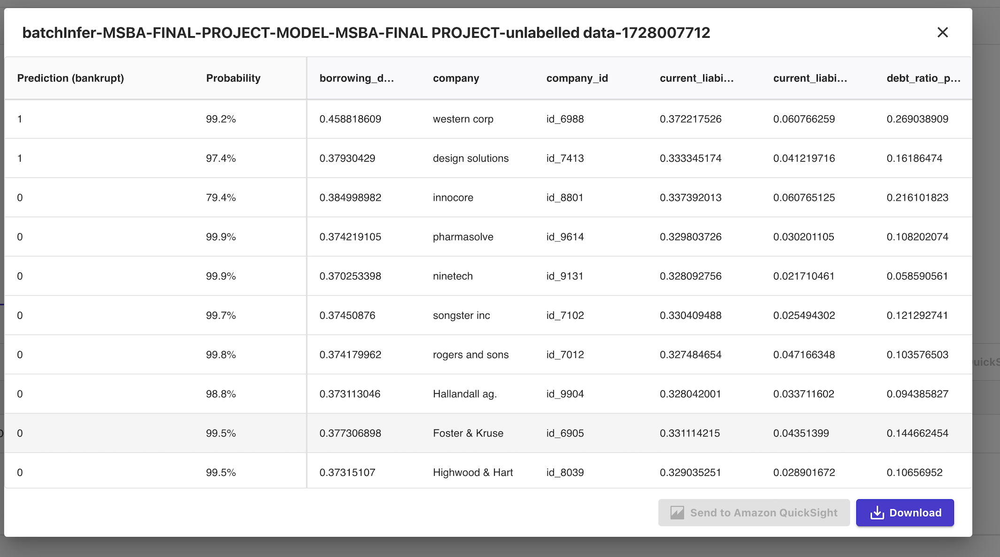 batchInfer-MSBA-FINAL-PROJECT-MODEL-MSBA-FINAL PROJECT-unlabelled data-1728007712
Prediction (bankrupt) Probability borrowing_d... company company_id current_liabi... current_liabi... debt_ratio_p...
1 99.2% 0.458818609 western corp id_6988 0.372217526 0.060766259 0.269038909
1 97.4% 0.37930429 design solutions id_7413 0.333345174 0.041219716 0.16186474
0 79.4% 0.384998982 innocore id_8801 0.337392013 0.060765125 0.216101823
0 99.9% 0.374219105 pharmasolve id_9614 0.329803726 0.030201105 0.108202074
0 99.9% 0.370253398 ninetech id_9131 0.328092756 0.021710461 0.058590561
0 99.7% 0.37450876 songster inc id_7102 0.330409488 0.025494302 0.121292741
0 99.8% 0.374179962 rogers and sons id_7012 0.327484654 0.047166348 0.103576503
0 98.8% 0.373113046 Hallandall ag. id_9904 0.328042001 0.033711602 0.094385827
0 99.5% 0.377306898 Foster & Kruse id_6905 0.331114215 0.04351399 0.144662454
0 99.5% 0.37315107 Highwood & Hart id_8039 0.329035251 0.028901672 0.10656952
Send to Amazon QuickSight Download